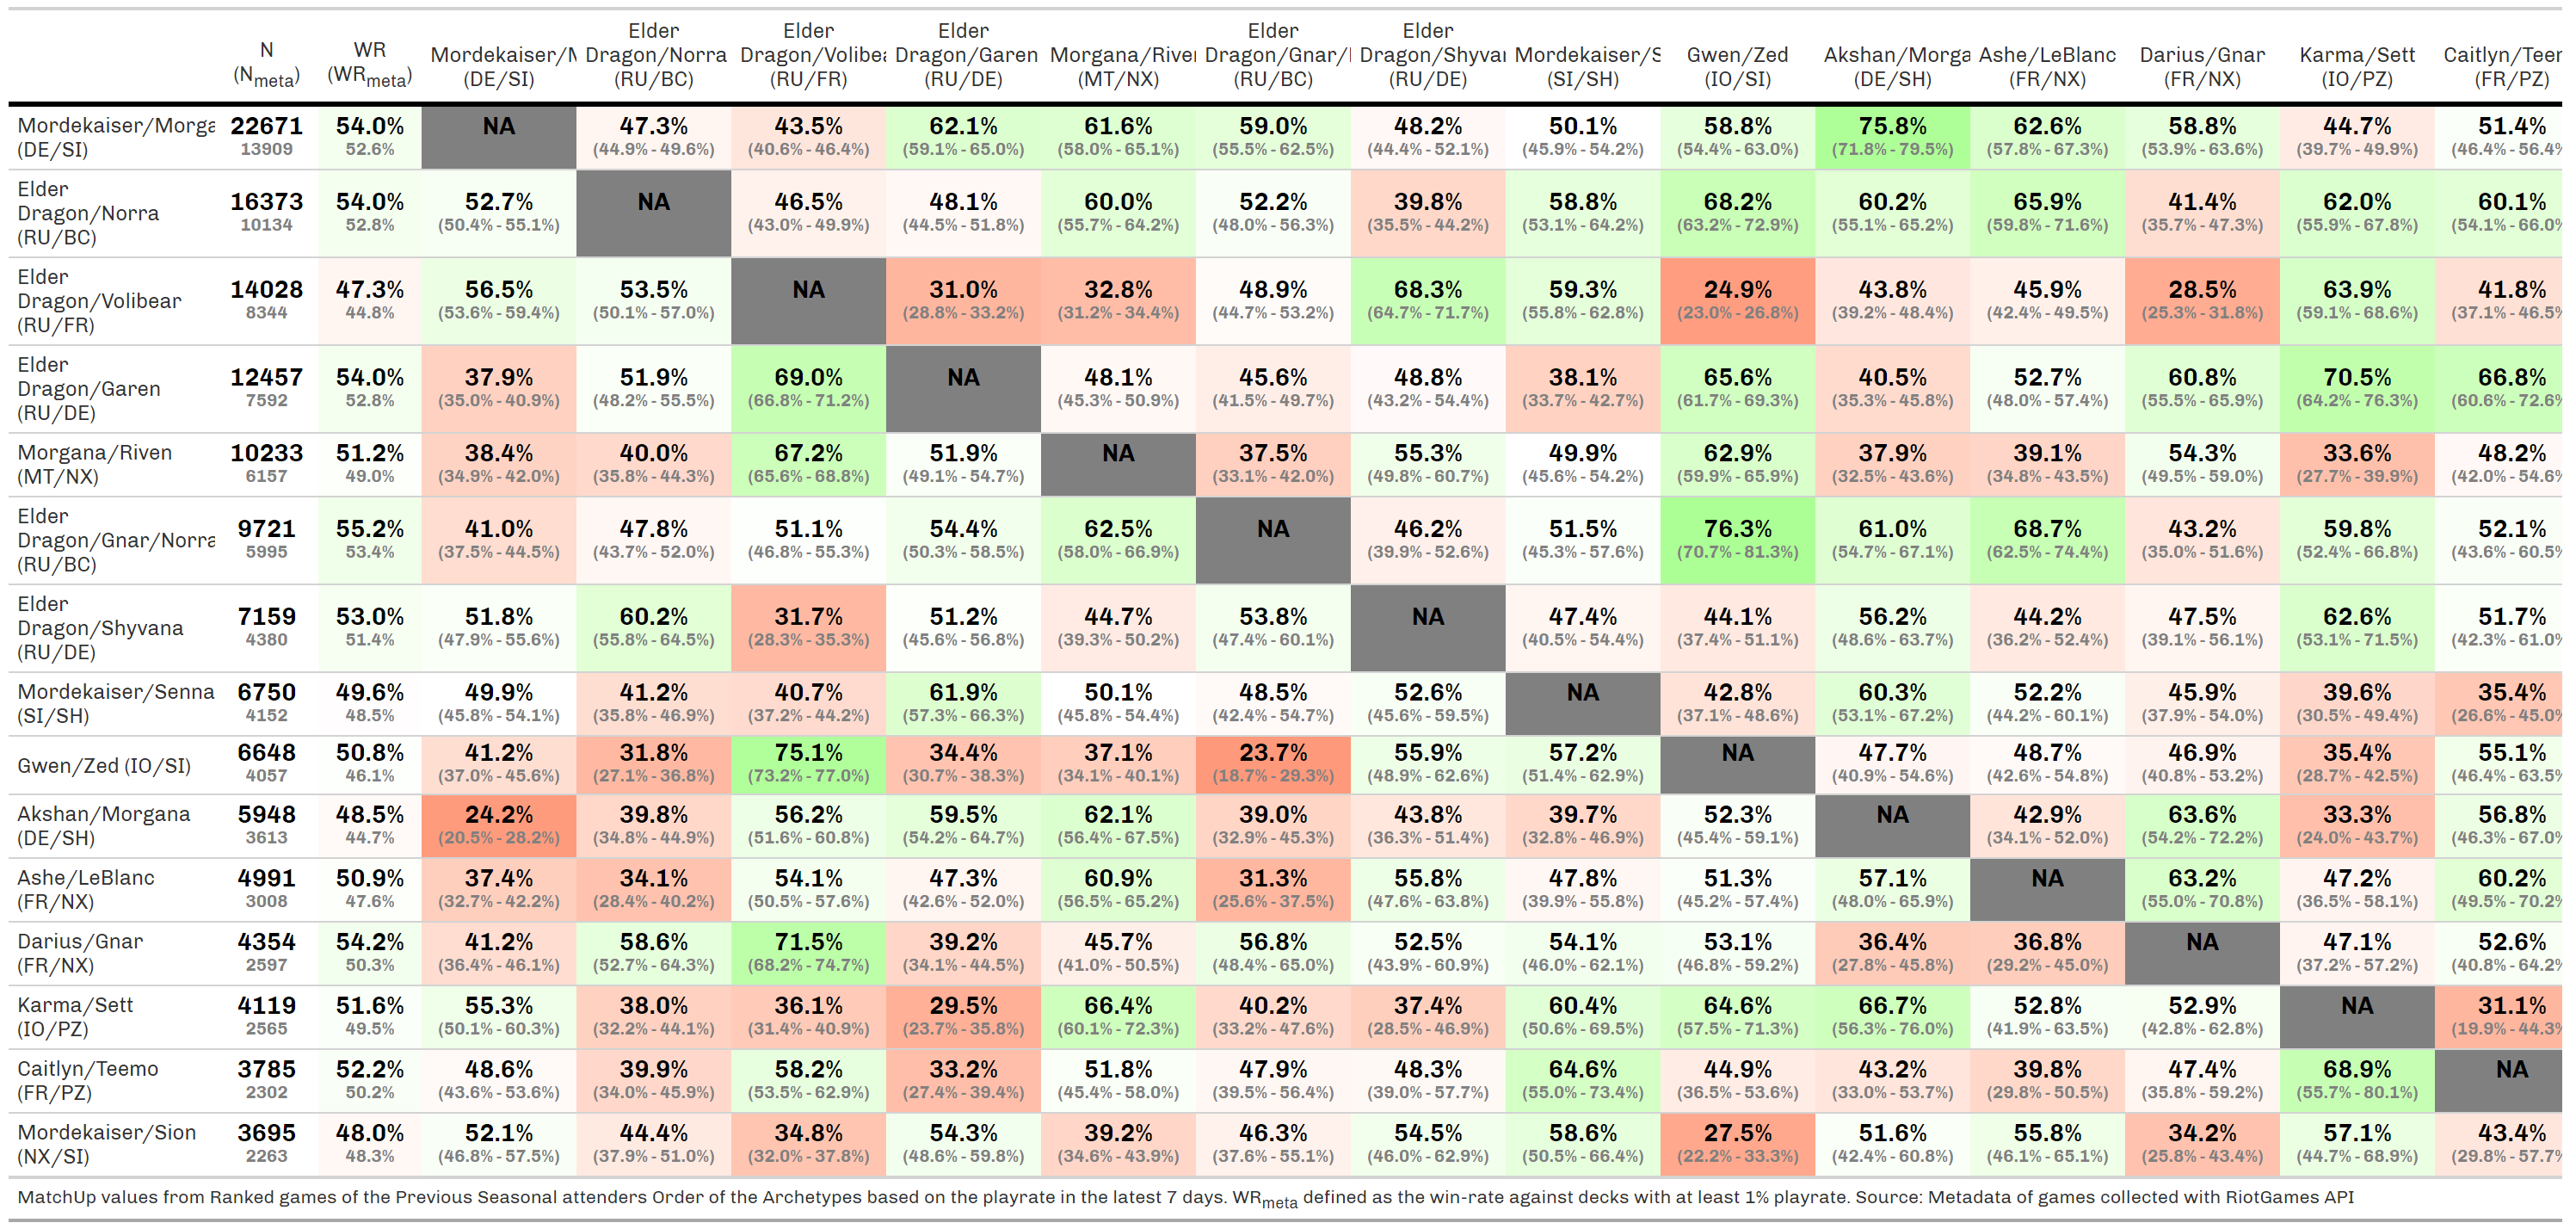 Elder Elder Elder Elder Elder
N WR Mordekaiser/M Dragon/Norra Dragon/Volibea Dragon/Garen Morgana/Riven Dragon/Gnar/ Dragon/Shyvan Mordekaiser/S Gwen/Zed Akshan/Morga Ashe/LeBlanc Darius/Gnar Karma/Sett Caitlyn/Teem
(Nmeta) (WRmeta) (DE/SI) (RU/BC) (RU/FR) (RU/DE) (MT/NX) (RU/BC) (RU/DE) (SI/SH) (IO/SI) (DE/SH) (FR/NX) (FR/NX) (IO/PZ) (FR/PZ)
Mordekaiser/Morga 22671 54.0% NA 47.3% 43.5% 62.1% 61.6% 59.0% 48.2% 50.1% 58.8% 75.8% 62.6% 58.8% 44.7% 51.4%
(DE/SI) 13909 52.6% (44.9% - 49.6%) (40.6% - 46.4%) (59.1% - 65.0%) (58.0% - 65.1%) (55.5% - 62.5%) (44.4% - 52.1%) (45.9% - 54.2%) (54.4% - 63.0%) (71.8% - 79.5%) (57.8% - 67.3%) (53.9% - 63.6%) (39.7% - 49.9%) (46.4% - 56.4%
Elder
Dragon/Norra 16373 54.0% 52.7% NA 46.5% 48.1% 60.0% 52.2% 39.8% 58.8% 68.2% 60.2% 65.9% 41.4% 62.0% 60.1%
(RU/BC) 10134 52.8% (50.4% - 55.1%) (43.0% - 49.9%) (44.5% - 51.8%) (55.7% - 64.2%) (48.0% - 56.3%) (35.5% - 44.2%) (53.1% - 64.2%) (63.2% - 72.9%) (55.1% - 65.2%) (59.8% - 71.6%) (35.7% - 47.3%) (55.9% - 67.8%) (54.1% - 66.0%
Elder
Dragon/Volibear 14028 47.3% 56.5% 53.5% NA 31.0% 32.8% 48.9% 68.3% 59.3% 24.9% 43.8% 45.9% 28.5% 63.9% 41.8%
(RU/FR) 8344 44.8% (53.6% - 59.4%) (50.1% - 57.0%) (28.8% - 33.2%) (31.2% - 34.4%) (44.7% - 53.2%) (64.7% - 71.7%) (55.8% - 62.8%) (23.0% - 26.8%) (39.2% - 48.4%) (42.4% - 49.5%) (25.3% - 31.8%) (59.1% - 68.6%) (37.1% - 46.5%
Elder
Dragon/Garen 12457 54.0% 37.9% 51.9% 69.0% NA 48.1% 45.6% 48.8% 38.1% 65.6% 40.5% 52.7% 60.8% 70.5% 66.8%
(RU/DE) 7592 52.8% (35.0% - 40.9%) (48.2% - 55.5%) (66.8% - 71.2%) (45.3% - 50.9%) (41.5% - 49.7%) (43.2% - 54.4%) (33.7% - 42.7%) (61.7% - 69.3%) (35.3% - 45.8%) (48.0% - 57.4%) (55.5% - 65.9%) (64.2% - 76.3%) (60.6% - 72.6%
Morgana/Riven 10233 51.2% 38.4% 40.0% 67.2% 51.9% NA 37.5% 55.3% 49.9% 62.9% 37.9% 39.1% 54.3% 33.6% 48.2%
(MT/NX) 6157 49.0% (34.9% - 42.0%) (35.8% - 44.3%) (65.6% - 68.8%) (49.1% - 54.7%) (33.1% - 42.0%) (49.8% - 60.7%) (45.6% - 54.2%) (59.9% - 65.9%) (32.5% - 43.6%) (34.8% - 43.5%) (49.5% - 59.0%) (27.7% - 39.9%) (42.0% - 54.6%
Elder
Dragon/Gnar/Norra 9721 55.2% 41.0% 47.8% 51.1% 54.4% 62.5% NA 46.2% 51.5% 76.3% 61.0% 68.7% 43.2% 59.8% 52.1%
(RU/BC) 5995 53.4% (37.5% - 44.5%) (43.7% - 52.0%) (46.8% - 55.3%) (50.3% - 58.5%) (58.0% - 66.9%) (39.9% - 52.6%) (45.3% - 57.6%) (70.7% - 81.3%) (54.7% - 67.1%) (62.5% - 74.4%) (35.0% - 51.6%) (52.4% - 66.8%) (43.6% - 60.5%
Elder
Dragon/Shyvana 7159 53.0% 51.8% 60.2% 31.7% 51.2% 44.7% 53.8% NA 47.4% 44.1% 56.2% 44.2% 47.5% 62.6% 51.7%
(RU/DE) 4380 51.4% (47.9% - 55.6%) (55.8% - 64.5%) (28.3% - 35.3%) (45.6% - 56.8%) (39.3% - 50.2%) (47.4% - 60.1%) (40.5% - 54.4%) (37.4% - 51.1%) (48.6% - 63.7%) (36.2% - 52.4%) (39.1% - 56.1%) (53.1% - 71.5%) (42.3% - 61.0%
Mordekaiser/Senna 6750 49.6% 49.9% 41.2% 40.7% 61.9% 50.1% 48.5% 52.6% NA 42.8% 60.3% 52.2% 45.9% 39.6% 35.4%
(SI/SH) 4152 48.5% (45.8% - 54.1%) (35.8% - 46.9%) (37.2% - 44.2%) (57.3% - 66.3%) (45.8% - 54.4%) (42.4% - 54.7%) (45.6% - 59.5%) (37.1% - 48.6%) (53.1% - 67.2%) (44.2% - 60.1%) (37.9% - 54.0%) (30.5% - 49.4%) (26.6% - 45.0%
Gwen/Zed (IO/SI) 6648 50.8% 41.2% 31.8% 75.1% 34.4% 37.1% 23.7% 55.9% 57.2% NA 47.7% 48.7% 46.9% 35.4% 55.1%
4057 46.1% (37.0% - 45.6%) (27.1% - 36.8%) (73.2% - 77.0%) (30.7% - 38.3%) (34.1% - 40.1%) (18.7% - 29.3%) (48.9% - 62.6%) (51.4% - 62.9%) (40.9% - 54.6%) (42.6% - 54.8%) (40.8% - 53.2%) (28.7% - 42.5%) (46.4% - 63.5%
Akshan/Morgana 5948 48.5% 24.2% 39.8% 56.2% 59.5% 62.1% 39.0% 43.8% 39.7% 52.3% NA 42.9% 63.6% 33.3% 56.8%
(DE/SH) 3613 44.7% (20.5% - 28.2%) (34.8% - 44.9%) (51.6% - 60.8%) (54.2% - 64.7%) (56.4% - 67.5%) (32.9% - 45.3%) (36.3% - 51.4%) (32.8% - 46.9%) (45.4% - 59.1%) (34.1% - 52.0%) (54.2% - 72.2%) (24.0% - 43.7%) (46.3% - 67.0%
Ashe/LeBlanc 4991 50.9% 37.4% 34.1% 54.1% 47.3% 60.9% 31.3% 55.8% 47.8% 51.3% 57.1% NA 63.2% 47.2% 60.2%
(FR/NX) 3008 47.6% (32.7% - 42.2%) (28.4% - 40.2%) (50.5% - 57.6%) (42.6% - 52.0%) (56.5% - 65.2%) (25.6% - 37.5%) (47.6% - 63.8%) (39.9% - 55.8%) (45.2% - 57.4%) (48.0% - 65.9%) (55.0% - 70.8%) (36.5% - 58.1%) (49.5% - 70.2%
Darius/Gnar 4354 54.2% 41.2% 58.6% 71.5% 39.2% 45.7% 56.8% 52.5% 54.1% 53.1% 36.4% 36.8% NA 47.1% 52.6%
(FR/NX) 2597 50.3% (36.4% - 46.1%) (52.7% - 64.3%) (68.2% - 74.7%) (34.1% - 44.5%) (41.0% - 50.5%) (48.4% - 65.0%) (43.9% - 60.9%) (46.0% - 62.1%) (46.8% - 59.2%) (27.8% - 45.8%) (29.2% - 45.0%) (37.2% - 57.2%) (40.8% - 64.2%
Karma/Sett 4119 51.6% 55.3% 38.0% 36.1% 29.5% 66.4% 40.2% 37.4% 60.4% 64.6% 66.7% 52.8% 52.9% NA 31.1%
(IO/PZ) 2565 49.5% (50.1% - 60.3%) (32.2% - 44.1%) (31.4% - 40.9%) (23.7% - 35.8%) (60.1% - 72.3%) (33.2% - 47.6%) (28.5% - 46.9%) (50.6% - 69.5%) (57.5% - 71.3%) (56.3% - 76.0%) (41.9% - 63.5%) (42.8% - 62.8%) (19.9% - 44.3%
Caitlyn/Teemo 3785 52.2% 48.6% 39.9% 58.2% 33.2% 51.8% 47.9% 48.3% 64.6% 44.9% 43.2% 39.8% 47.4% 68.9% NA
(FR/PZ) 2302 50.2% (43.6% - 53.6%) (34.0% - 45.9%) (53.5% - 62.9%) (27.4% - 39.4%) (45.4% - 58.0%) (39.5% - 56.4%) (39.0% - 57.7%) (55.0% - 73.4%) (36.5% - 53.6%) (33.0% - 53.7%) (29.8% - 50.5%) (35.8% - 59.2%) (55.7% - 80.1%)
Mordekaiser/Sion 3695 48.0% 52.1% 44.4% 34.8% 54.3% 39.2% 46.3% 54.5% 58.6% 27.5% 51.6% 55.8% 34.2% 57.1% 43.4%
(NX/SI) 2263 48.3% (46.8% - 57.5%) (37.9% - 51.0%) (32.0% - 37.8%) (48.6% - 59.8%) (34.6% - 43.9%) (37.6% - 55.1%) (46.0% - 62.9%) (50.5% - 66.4%) (22.2% - 33.3%) (42.4% - 60.8%) (46.1% - 65.1%) (25.8% - 43.4%) (44.7% - 68.9%) (29.8% - 57.7%
MatchUp values from Ranked games of the Previous Seasonal attenders Order of the Archetypes based on the playrate in the latest 7 days. WRmeta defined as the win-rate against decks with at least 1% playrate. Source: Metadata of games collected with RiotGames API